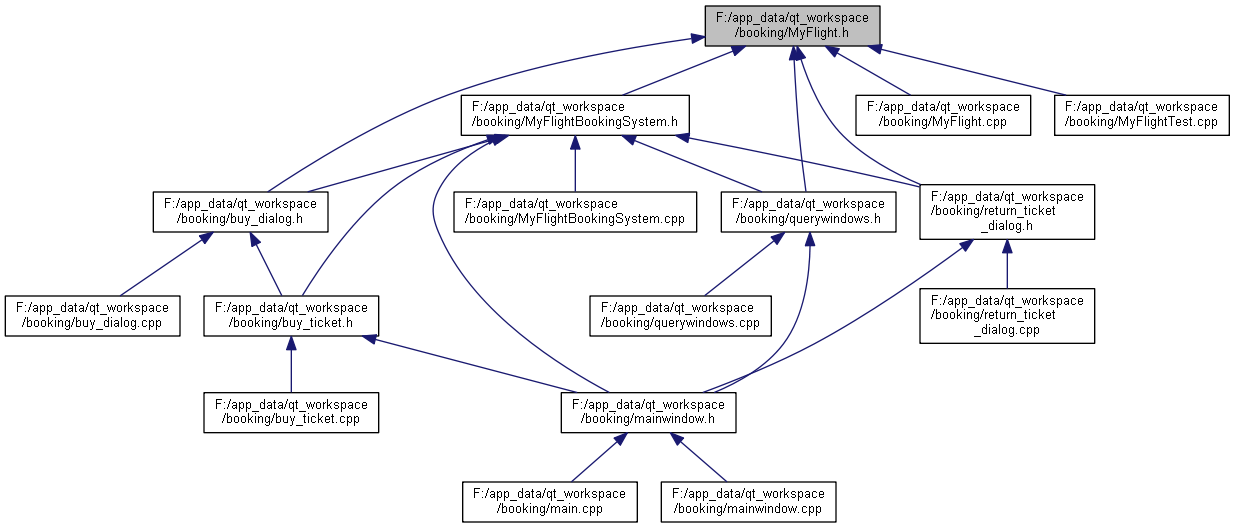 F:/app_data/qt_workspace
/booking/MyFlight.h
F:/app_data/qt_workspace
/booking/MyFlightBookingSystem.h
F:/app_data/qt_workspace
/booking/MyFlight.cpp
F:/app_data/qt_workspace
/booking/MyFlightTest.cpp
F:/app_data/qt_workspace
/booking/buy_dialog.h
F:/app_data/qt_workspace
/booking/MyFlightBookingSystem.cpp
F:/app_data/qt_workspace
/booking/querywindows.h
F:/app_data/qt_workspace
/booking/return_ticket
_dialog.h
F:/app_data/qt_workspace
/booking/buy_dialog.cpp
F:/app_data/qt_workspace
/booking/buy_ticket.h
F:/app_data/qt_workspace
/booking/querywindows.cpp
F:/app_data/qt_workspace
/booking/return_ticket
_dialog.cpp
F:/app_data/qt_workspace
/booking/buy_ticket.cpp
F:/app_data/qt_workspace
/booking/mainwindow.h
F:/app_data/qt_workspace
/booking/main.cpp
F:/app_data/qt_workspace
/booking/mainwindow.cpp